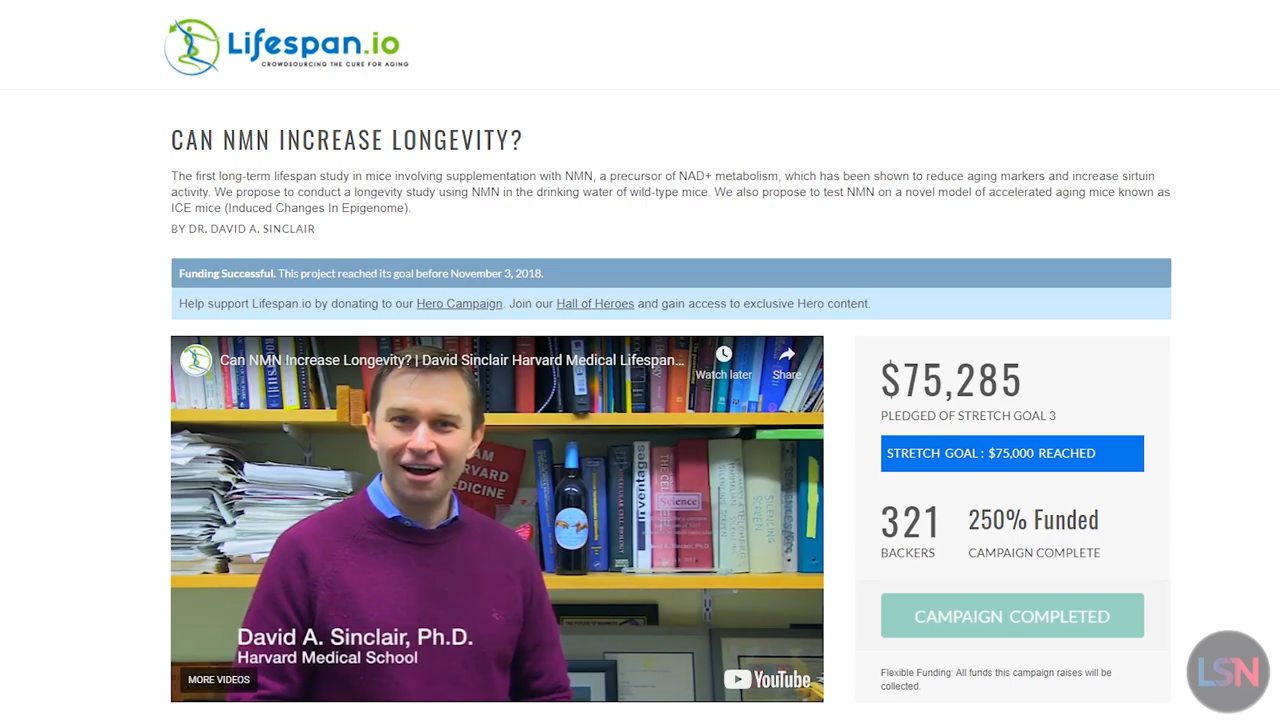 Lifespan.io
CROWDSOURCING THE CURE FOR AGING
CAN NMN INCREASE LONGEVITY?
The first long-term lifespan study in mice involving supplementation with NMN, a precursor of NAD+ metabolism, which has been shown to reduce aging markers and increase sirtuin
activity. We propose to conduct a longevity study using NMN in the drinking water of wild-type mice. We also propose to test NMN on a novel model of accelerated aging mice known as
ICE mice (Induced Changes In Epigenome).
BY DR. DAVID A. SINCLAIR
Funding Successful. This project reached its goal before November 3, 2018.
Help support Lifespan.io by donating to our Hero Campaign. Join our Hall of Heroes and gain access to exclusive Hero content.
Can NMN Increase Longevity? | David Sinclair Harvard Medical Lifespan...
Watch later
Share
HARVARD
MEDICINE
inventages
Science
David A. Sinclair, Ph.D.
Harvard Medical School
MORE VIDEOS
YouTube
$75,285
PLEDGED OF STRETCH GOAL 3
STRETCH GOAL : $75,000 REACHED
321
BACKERS
250% Funded
CAMPAIGN COMPLETE
CAMPAIGN COMPLETED
Flexible Funding: All funds this campaign raises will be
collected.
LSN